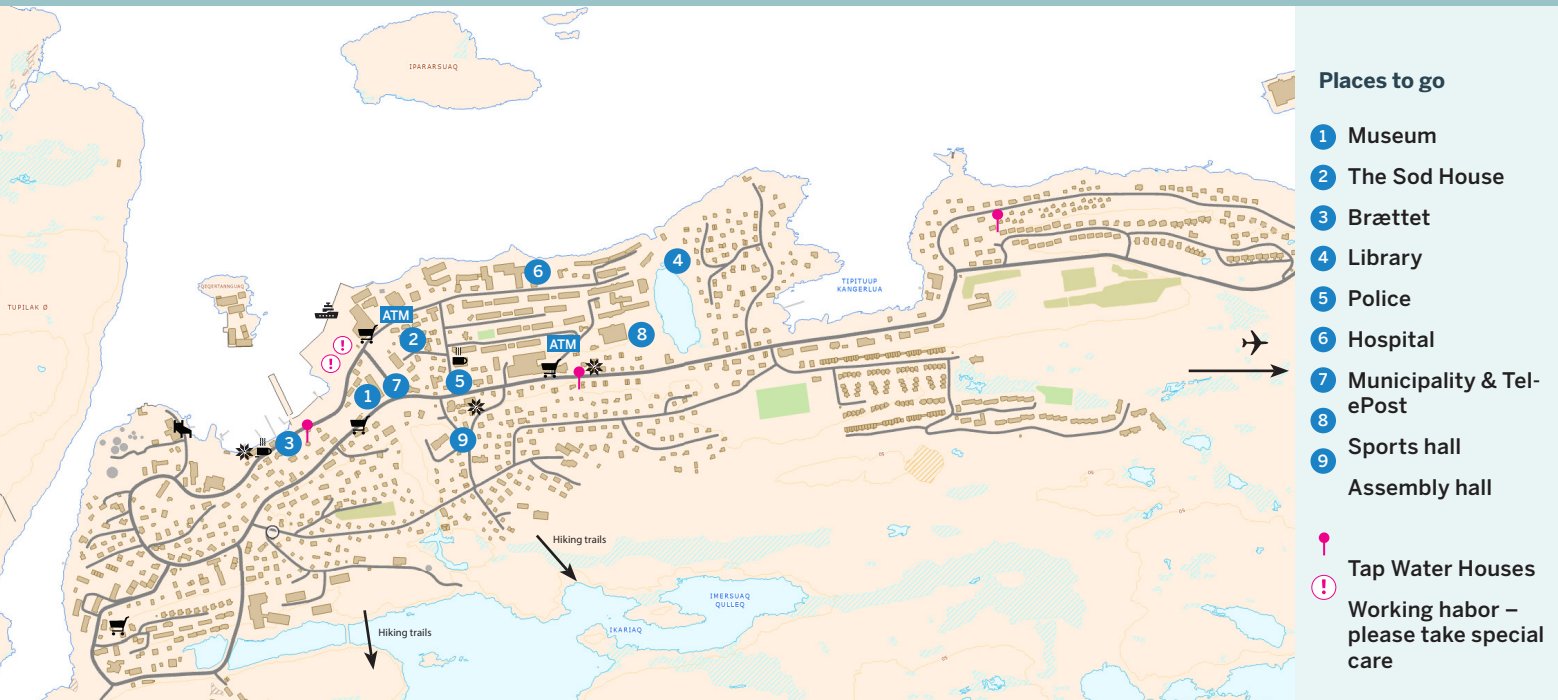 IPARARSUAQ
TUPILAK Ø
QEQERTANNGUAQ
TIPITUUP
KANGERLUA
ATM
ATM
6
4
2
8
5
7
1
3
9
Hiking trails
Hiking trails
IMERSUAQ
QULLEQ
IKARIAQ
Places to go
1 Museum
2 The Sod House
3 Brættet
4 Library
5 Police
6 Hospital
7 Municipality & Tel-
ePost
8
Sports hall
9
Assembly hall
Tap Water Houses
!
Working habor –
please take special
care
!
!